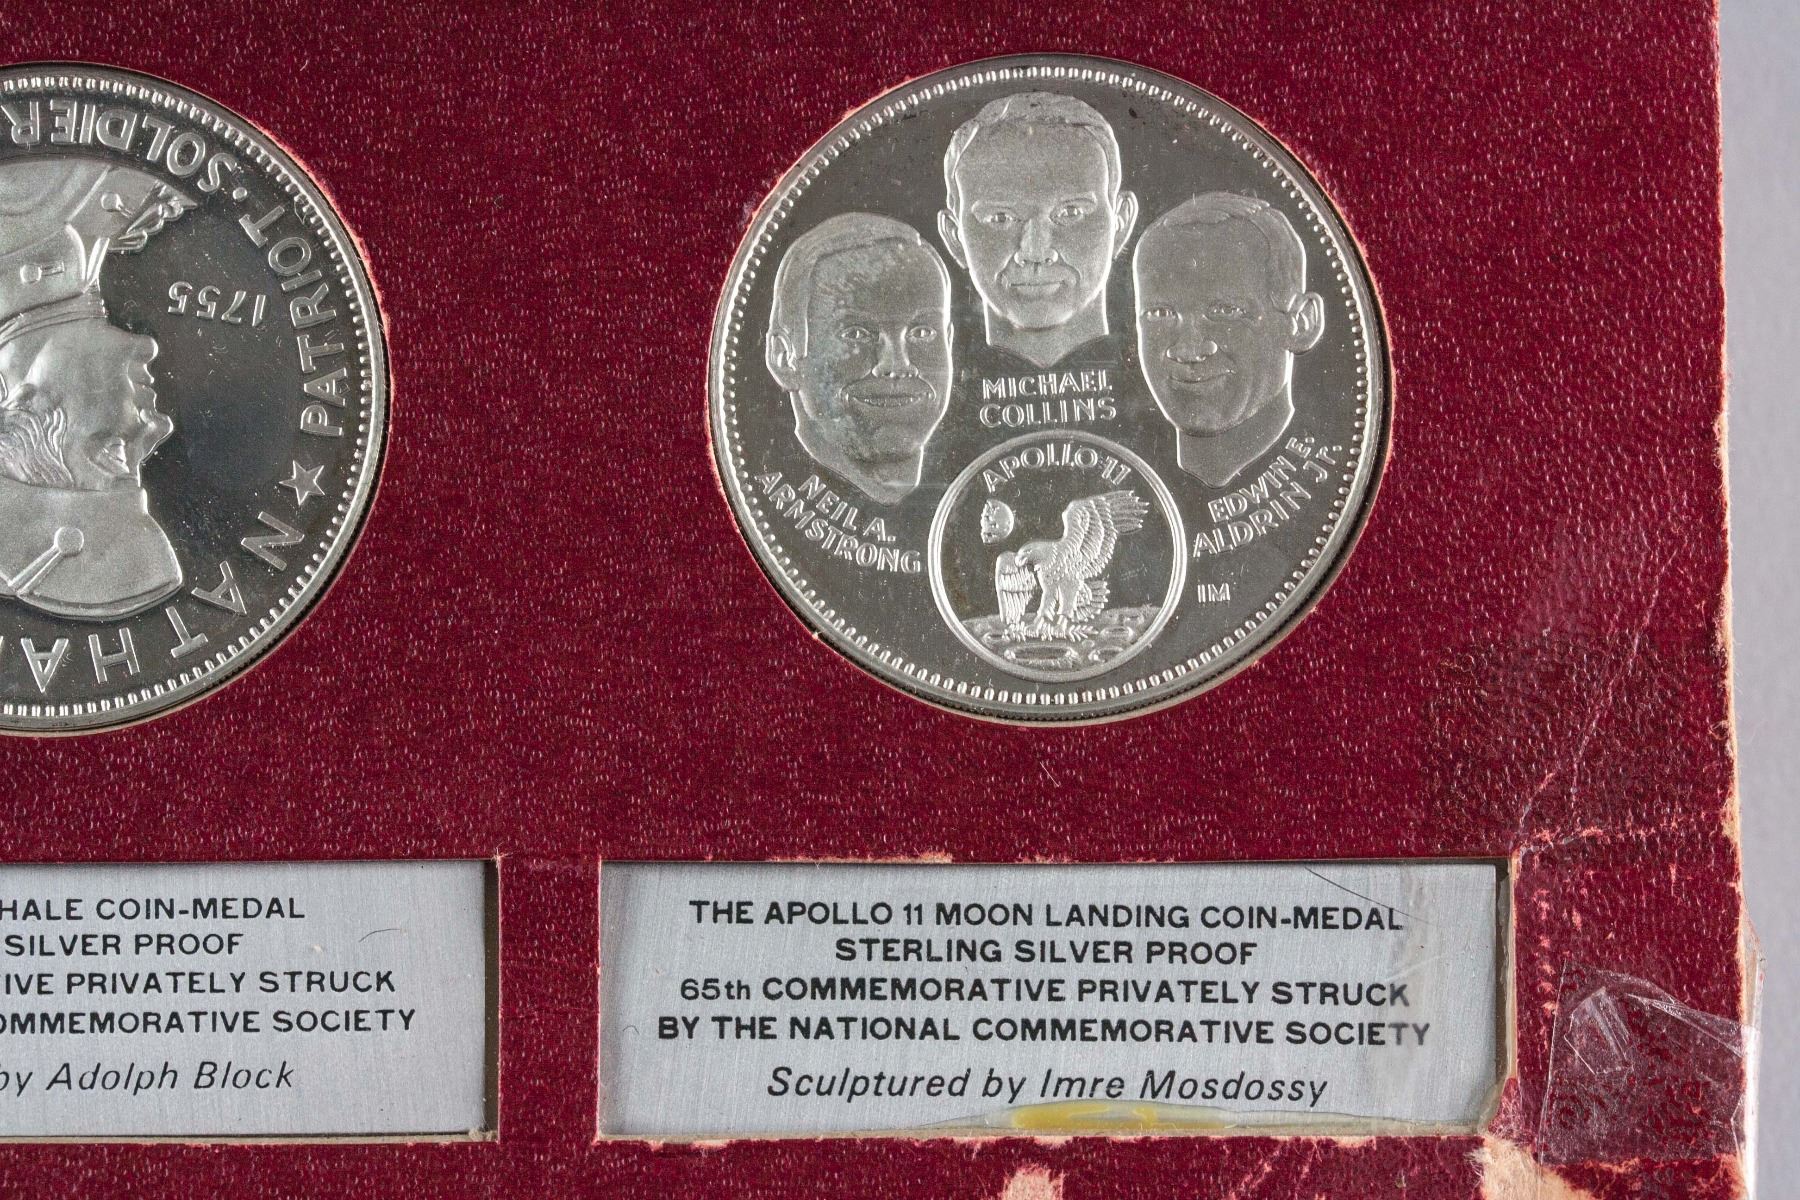 NATHA
★ PATRIOT · SOLDIER
1755
MICHAEL
COLLINS
NEIL A.
ARMSTRONG
EDWIN E.
ALDRIN Jr.
APOLLO 11
IM
HALE COIN-MEDAL
SILVER PROOF
IVE PRIVATELY STRUCK
OMMEMORATIVE SOCIETY
by Adolph Block
THE APOLLO 11 MOON LANDING COIN-MEDAL
STERLING SILVER PROOF
65th COMMEMORATIVE PRIVATELY STRUCK
BY THE NATIONAL COMMEMORATIVE SOCIETY
Sculptured by Imre Mosdossy